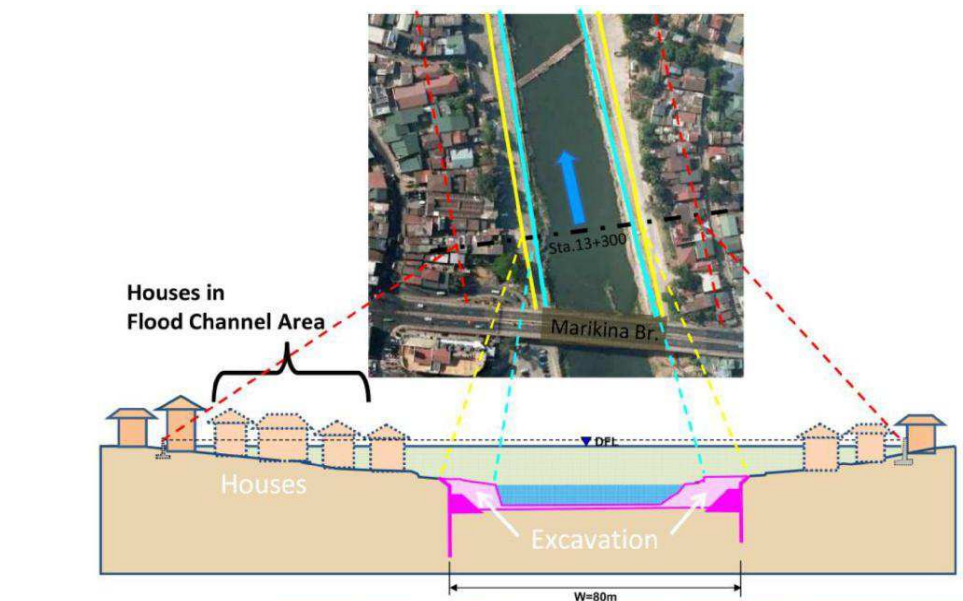 Sta.13+300
Marikina Br.
Houses in
Flood Channel Area
DFL
Houses
Excavation
W=80m